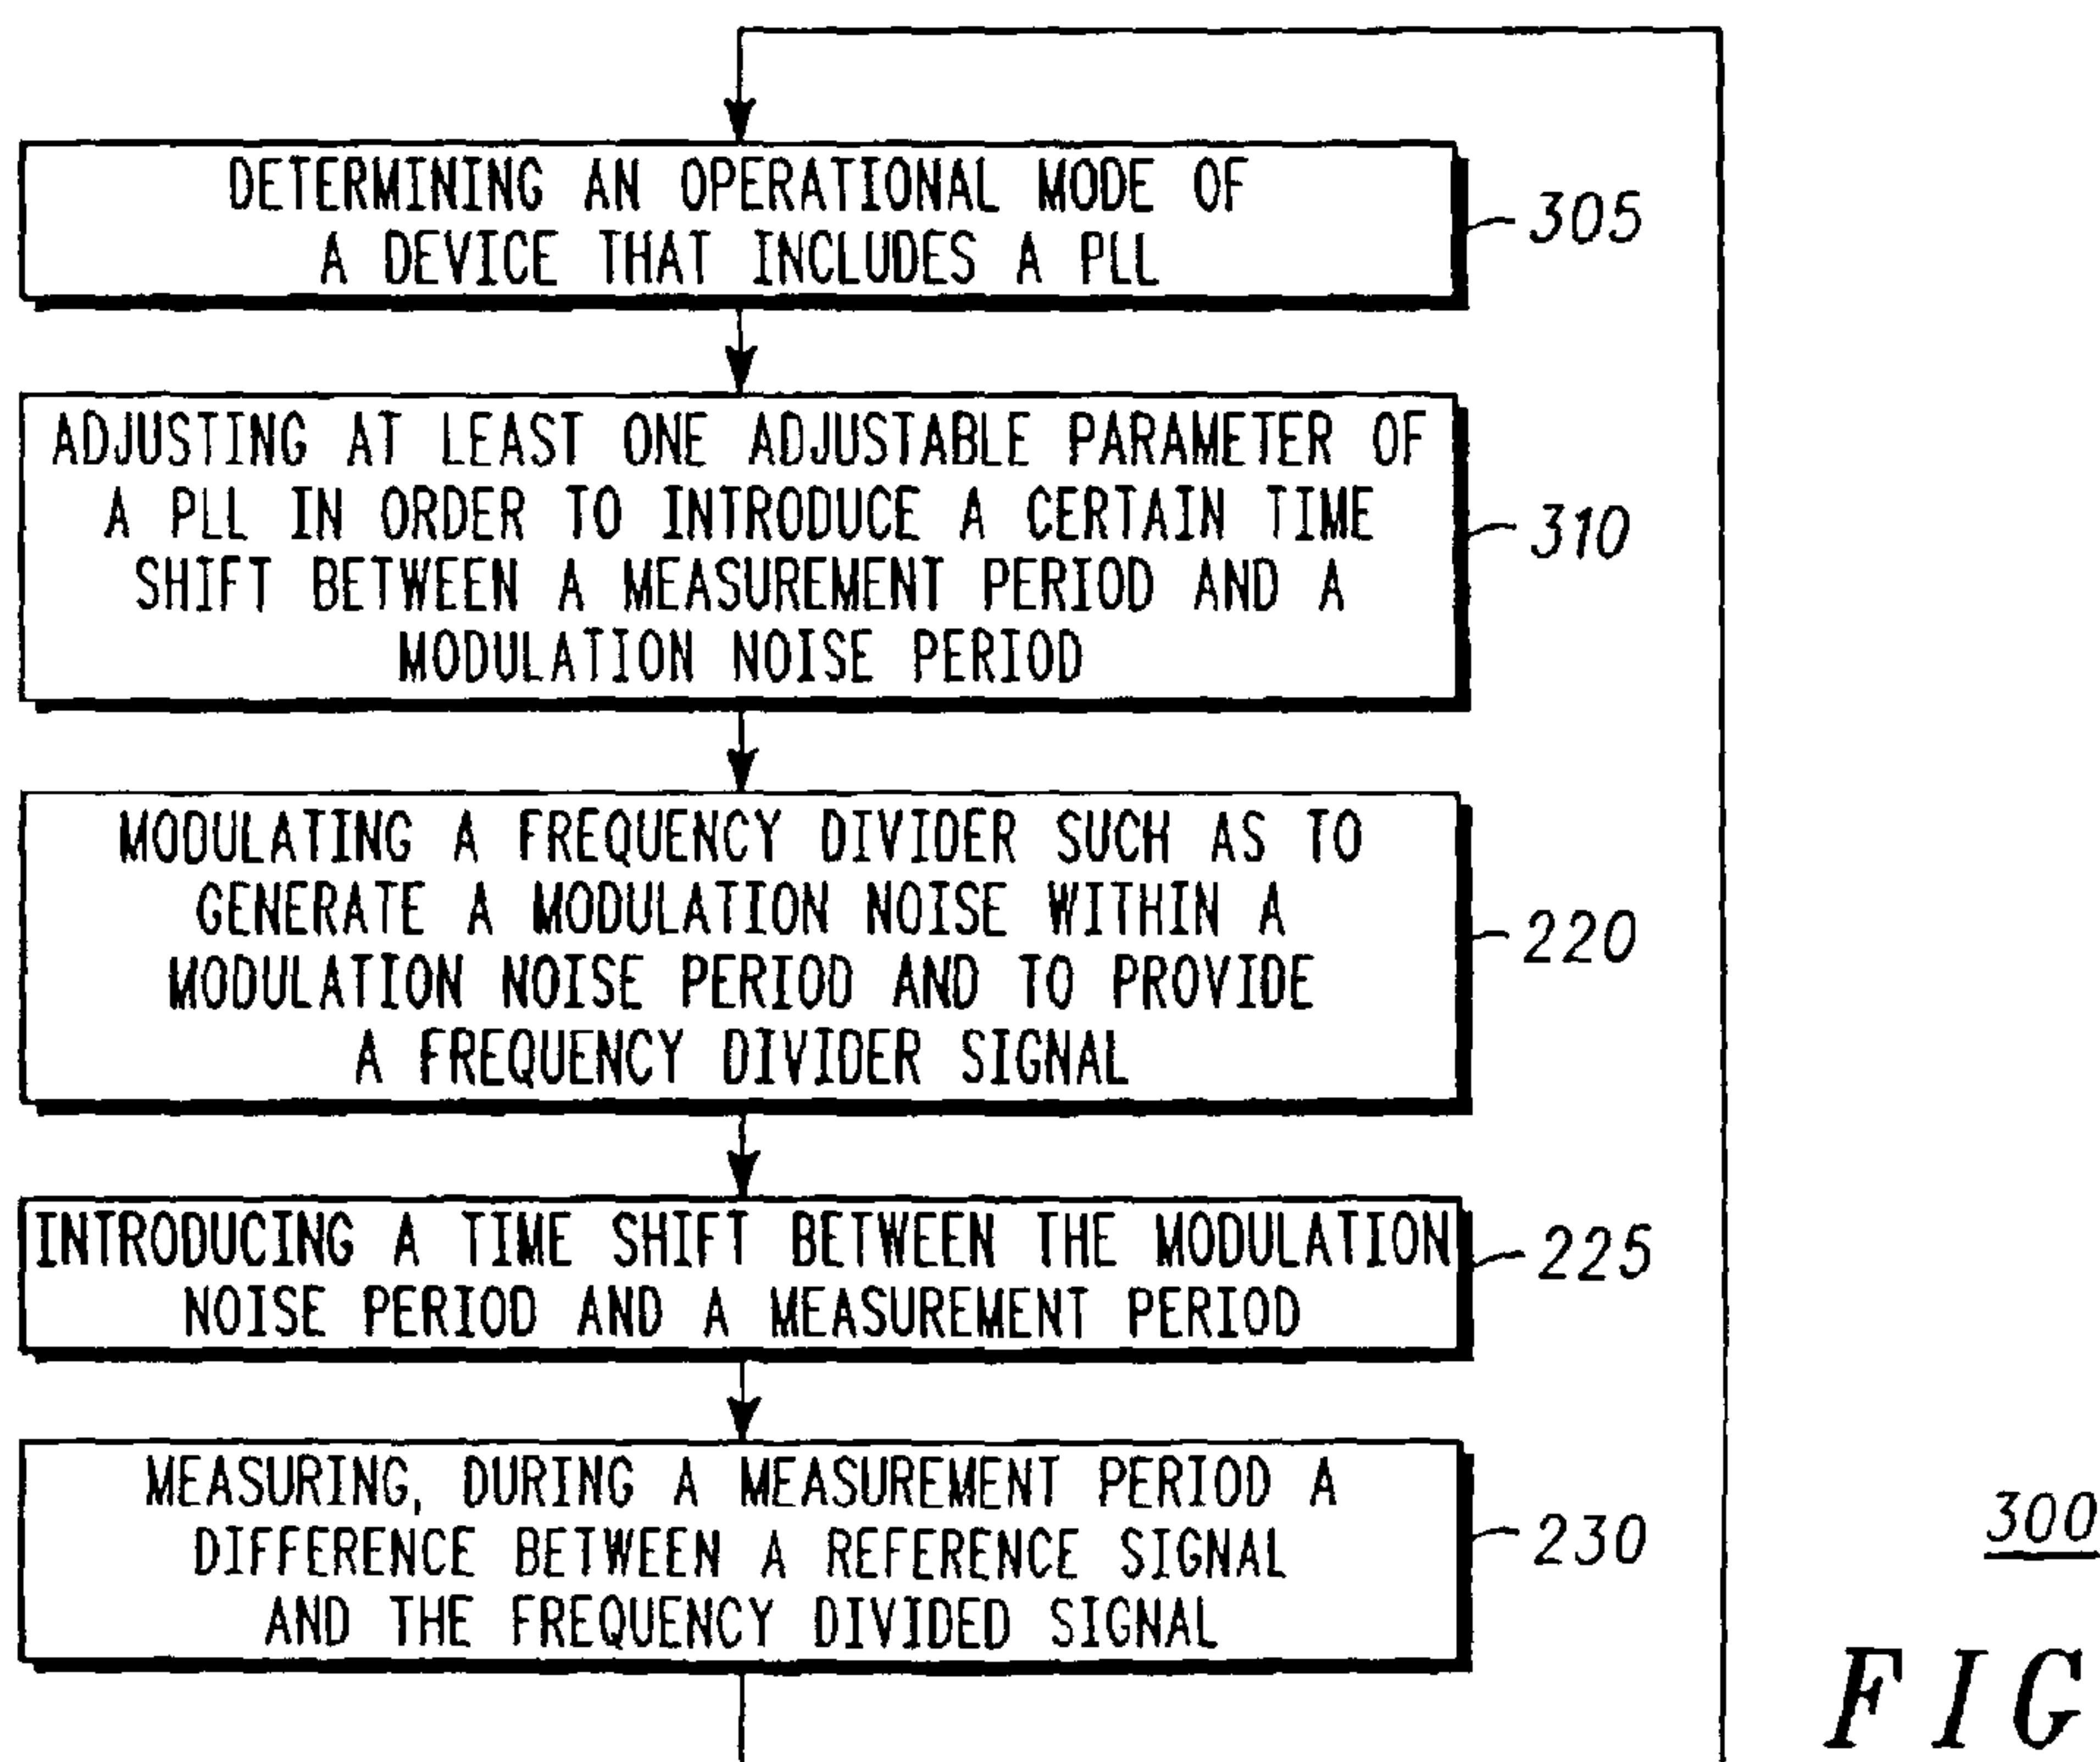 DETERMINING AN OPERATIONAL MODE OF
A DEVICE THAT INCLUDES A PLL
305
ADJUSTING AT LEAST ONE ADJUSTABLE PARAMETER OF
A PLL IN ORDER TO INTRODUCE A CERTAIN TIME
SHIFT BETWEEN A MEASUREMENT PERIOD AND A
MODULATION NOISE PERIOD
310
MODULATING A FREQUENCY DIVIDER SUCH AS TO
GENERATE A MODULATION NOISE WITHIN A
MODULATION NOISE PERIOD AND TO PROVIDE
A FREQUENCY DIVIDER SIGNAL
220
INTRODUCING A TIME SHIFT BETWEEN THE MODULATION
NOISE PERIOD AND A MEASUREMENT PERIOD
225
MEASURING, DURING A MEASUREMENT PERIOD A
DIFFERENCE BETWEEN A REFERENCE SIGNAL
AND THE FREQUENCY DIVIDED SIGNAL
230
300
FIG